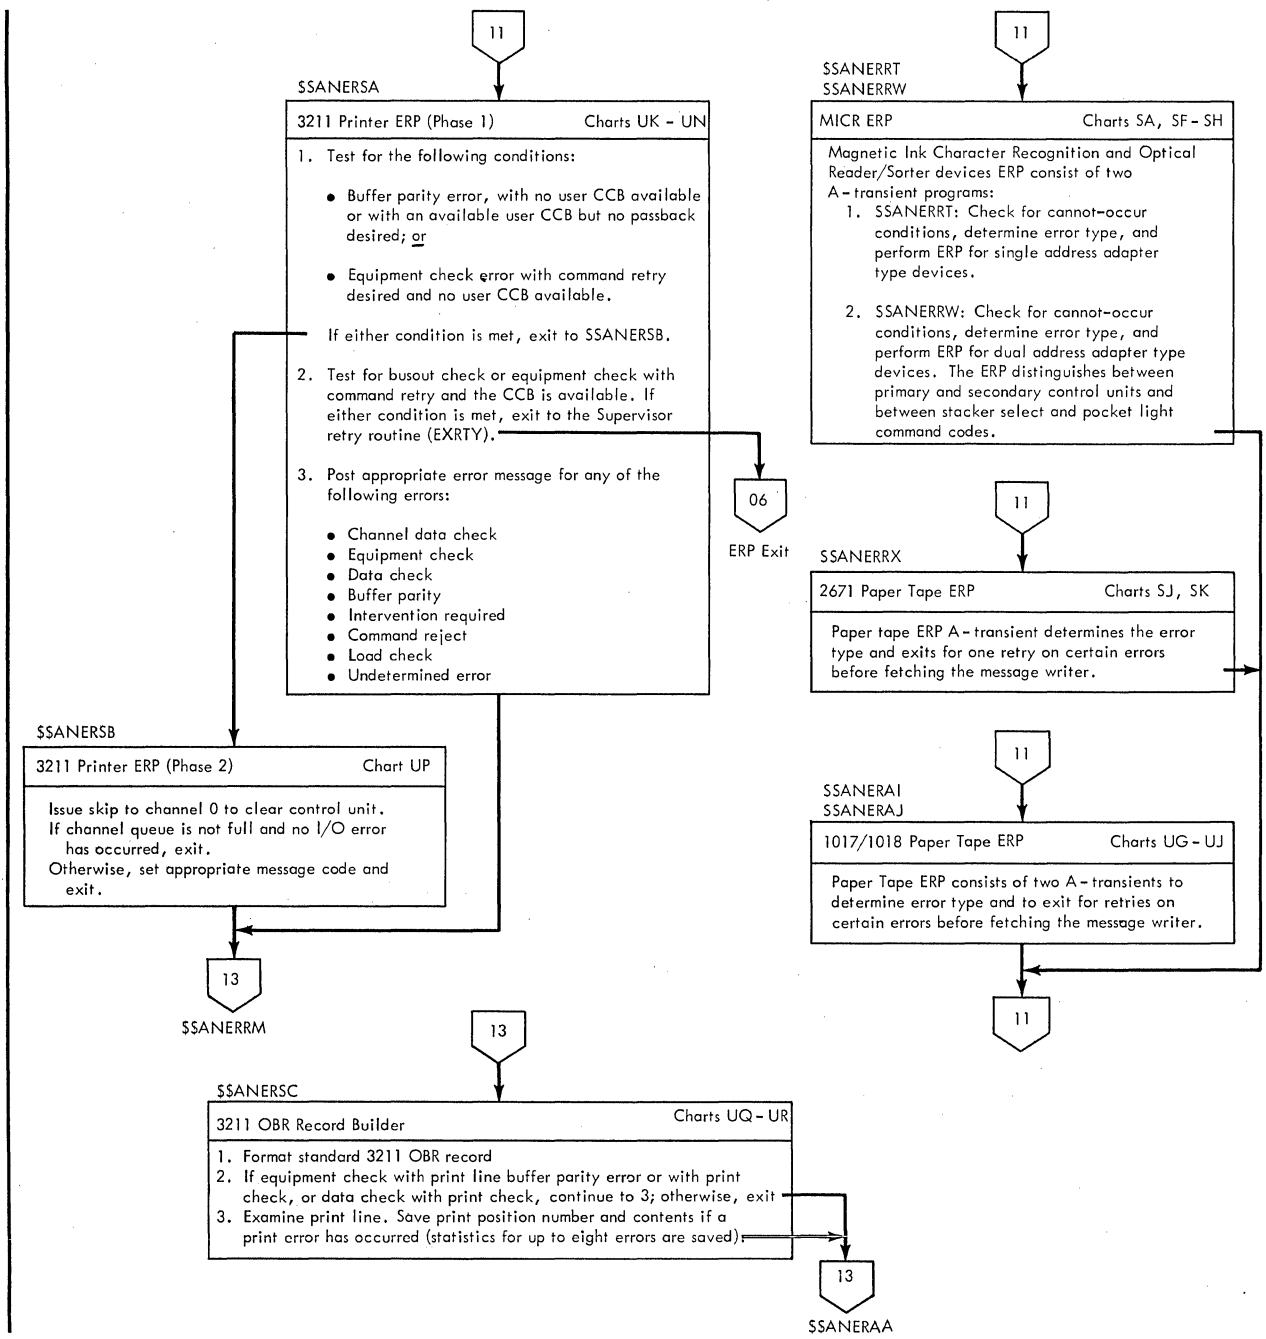 11
$$ANERSA
3211 Printer ERP (Phase 1) Charts UK - UN
1. Test for the following conditions:
• Buffer parity error, with no user CCB available
or with an available user CCB but no passback
desired; or
• Equipment check error with command retry
desired and no user CCB available.
If either condition is met, exit to SSANERSB.
2. Test for busout check or equipment check with
command retry and the CCB is available. If
either condition is met, exit to the Supervisor
retry routine (EXRTY).
3. Post appropriate error message for any of the
following errors:
• Channel data check
• Equipment check
• Data check
• Buffer parity
• Intervention required
• Command reject
• Load check
• Undetermined error
06
ERP Exit
$$ANERSB
3211 Printer ERP (Phase 2) Chart UP
Issue skip to channel 0 to clear control unit.
If channel queue is not full and no I/O error
has occurred, exit.
Otherwise, set appropriate message code and
exit.
13
$$ANERRM
11
$$ANERRT
$$ANERRW
MICR ERP Charts SA, SF - SH
Magnetic Ink Character Recognition and Optical
Reader/Sorter devices ERP consist of two
A-transient programs:
1. SSANERRT: Check for cannot-occur
conditions, determine error type, and
perform ERP for single address adapter
type devices.
2. SSANERRW: Check for cannot-occur
conditions, determine error type, and
perform ERP for dual address adapter type
devices. The ERP distinguishes between
primary and secondary control units and
between stacker select and pocket light
command codes.
11
$$ANERRX
2671 Paper Tape ERP Charts SJ, SK
Paper tape ERP A-transient determines the error
type and exits for one retry on certain errors
before fetching the message writer.
11
$$ANERAI
$$ANERAJ
1017/1018 Paper Tape ERP Charts UG - UJ
Paper Tape ERP consists of two A-transients to
determine error type and to exit for retries on
certain errors before fetching the message writer.
11
13
$$ANERSC
3211 OBR Record Builder Charts UQ - UR
1. Format standard 3211 OBR record
2. If equipment check with print line buffer parity error or with print
check, or data check with print check, continue to 3; otherwise, exit
3. Examine print line. Save print position number and contents if a
print error has occurred (statistics for up to eight errors are saved).
13
$$ANERAA